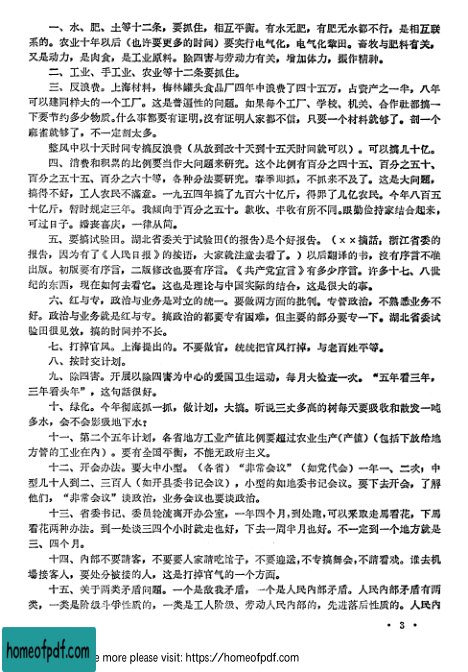 一、水、肥、土等十二条，要抓住，相互平衡。有水无肥，有肥无水都不行，是相互联
系的。农业十年以后（也许要更多的时间）要实行电气化，电气化犂田。畜牧与肥料有关，
又是动力，是肉食，是工业原料。除四害与劳动力有关，增加体力，振作精神。
二、工业、手工业、农业等十二条要抓住。
三、反浪费。上海材料，梅林罐头食品厂四年中浪费了四十五万，占资产之一半，八年
可以建同样大的一个工厂。这是普遍性的问题。如果每个工厂、学校、机关、合作社都搞一
下要节约多少物质。什么事都要有证明，没有证明人家都不信，只要一个材料就够了。剖一个
麻雀就够了，不一定剖太多。
整风中以十天时间专搞反浪费（从放到改十天到十五天时间就可以）。可以搞几十亿。
四、消费和积累的比例要当作大问题来研究。这个比例有百分之四十五、百分之五十、
百分之五十五、百分之六十等，各种办法要研究。春季即抓，不抓来不及了。这是大问题，
搞得不好，工人农民不满意。一九五四年搞了九百六十亿斤，得罪了几亿农民。今年八百五
十亿斤，暂时规定三年。我倾向于百分之五十。歉收、丰收有所不同。跟勤俭持家结合起来，
可过日子。婚丧喜庆，一律从简。
五、要搞试验田。湖北省委关于试验田（的报告）是个好报告。（××插話，浙江省委的
报告，因为有了《人民日报》的按语，大家就注意去看了。）以后翻译的书，没有序言不准
出版。初版要有序言，二版修改也要有序言。《共产党宣言》有多少序言。许多十七、八世
纪的东西，现在如何去看它。这也是理论与中国实际的结合，这是很大的事。
六、红与专，政治与业务是对立的统一。要做两方面的批判。专管政治，不熟悉业务不
好。政治与业务就是红与专。搞政治的都要专有困难，但主要的部分要专一下。湖北省委试
验田很见效，搞的时间并不长。
七、打掉官风。上海提出的。不要做官，统统把官风打掉，与老百姓平等。
八、按时交计划。
九、除四害。开展以除四害为中心的爱国卫生运动，每月大检查一次。“五年看三年，
三年看头年”，这句話很好。
十、绿化。今年彻底抓一抓，做计划，大搞。听说三丈多高的树每天要吸收和散发一吨
多水，会不会影响地下水？
十一、第二个五年计划，各省地方工业产值比例要超过农业生产（产值）（包括下放给地
方管的工业在内）。要有全国平衡，不能无政府主义。
十二、开会办法。要大中小型。（各省）“非常会议”（如党代会）一年一、二次；中
型几十人到二、三百人（如开县委书记会议），小型的如地委书记会议。要下去开会，了解
他们，“非常会议”谈政治，业务会议也要谈政治。
十三、省委书记、委员轮流离开办公室，一年四个月，到处跑，可以采取走馬看花，下馬
看花两种办法。到一处谈三四个小时就走也好，下去一周半月也好。不一定到一个地方就是
三、四个月。
十四、内部不要請客，不要要人家請吃馆子，不要迎送，不专搞舞会，不請看戏。谁去机
場接客人，要处分被接的人，这是打掉官气的一个方面。
十五、关于两类矛盾问题。一个是敌我矛盾，一个是人民内部矛盾。人民内部矛盾有两
类，一类是阶级斗争性质的，一类是工人阶级、劳动人民内部的，先进落后性质的。人民内
• 3 •
www.homeofpdf.com
e more please visit: https://homeofpdf.com